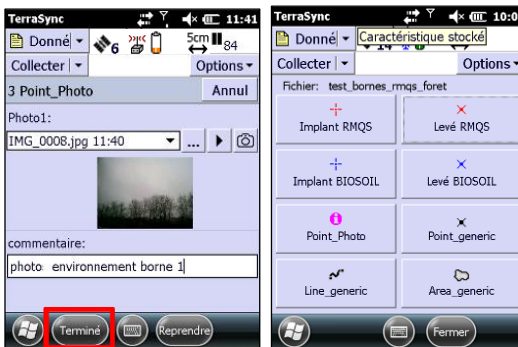 TerraSync 11:41
Donné 6 5cm 84
Collecter Options
3 Point_Photo Annul
Photo1:
IMG_0008.jpg 11:40 ...
commentaire:
photo: environnement borne 1
Terminé Reprendre
TerraSync 10:0
Donné Caractéristique stocké
Collecter Options
Fichier: test_bornes_rmqs_foret
Implant RMQS Levé RMQS
Implant BIOSOIL Levé BIOSOIL
Point_Photo Point_generic
Line_generic Area_generic
Fermer